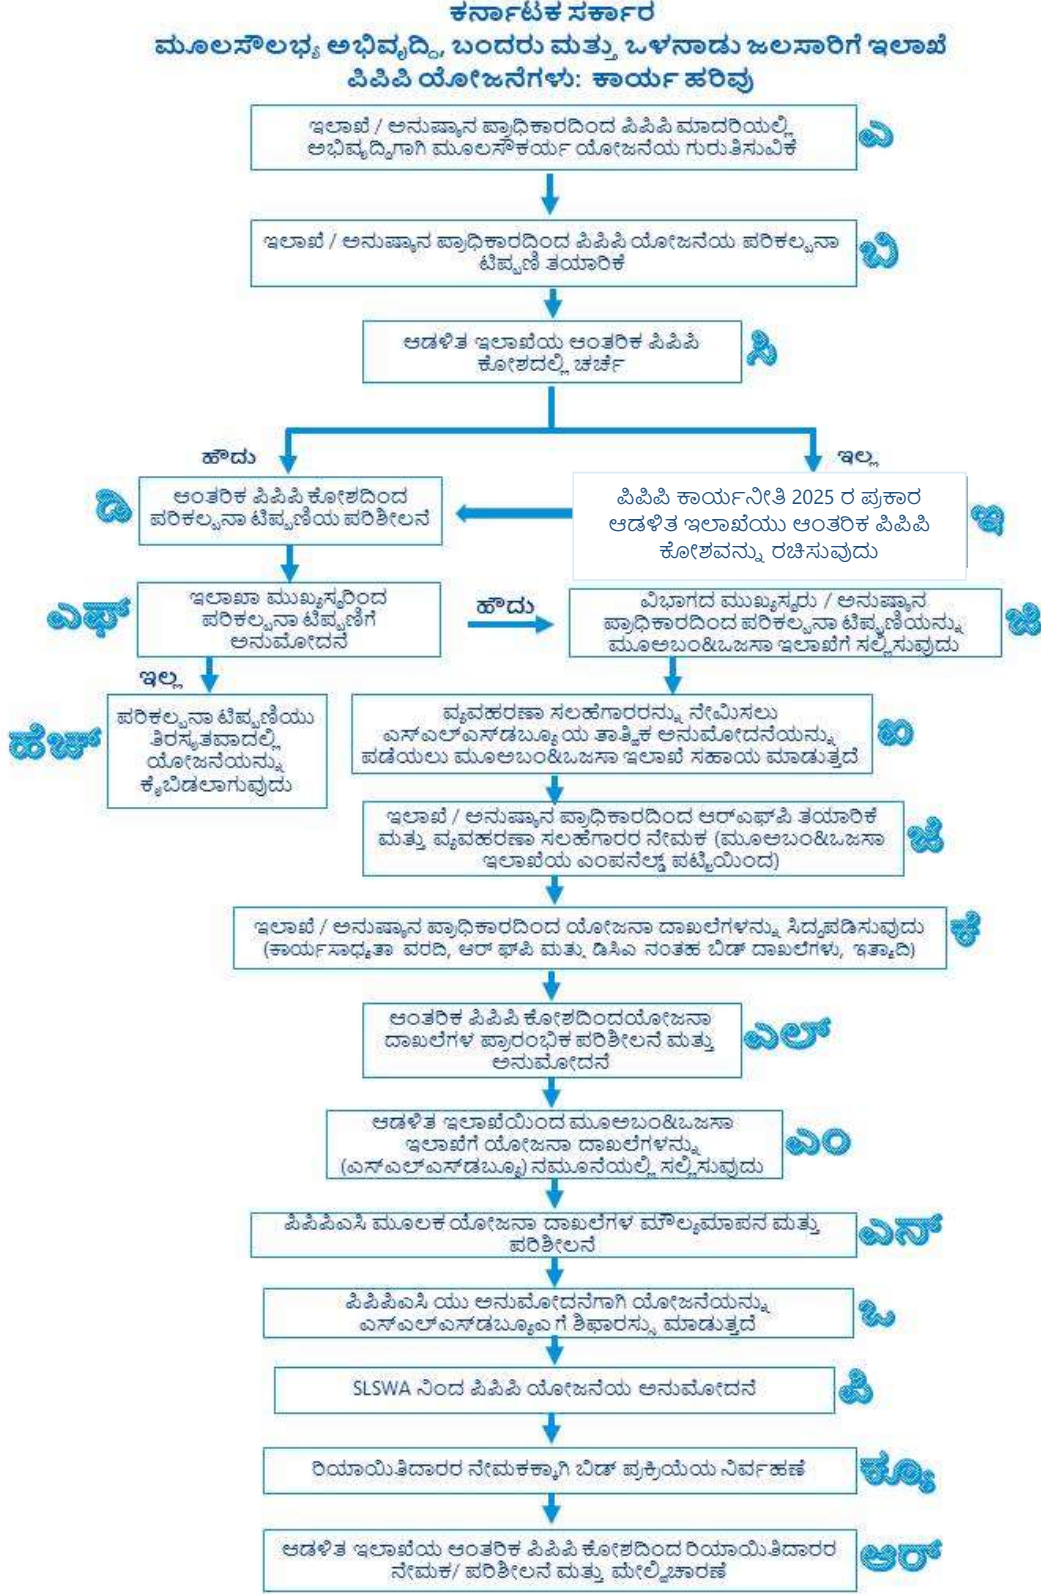 ಕರ್ನಾಟಕ ಸರ್ಕಾರ
ಮೂಲಸೌಲಭ್ಯ ಅಭಿವೃದ್ಧಿ, ಬಂದರು ಮತ್ತು ಒಳನಾಡು ಜಲಸಾರಿಗೆ ಇಲಾಖೆ
ಪಿಪಿಪಿ ಯೋಜನೆಗಳು: ಕಾರ್ಯ ಹರಿವು
ಇಲಾಖೆ / ಅನುಷ್ಠಾನ ಪ್ರಾಧಿಕಾರದಿಂದ ಪಿಪಿಪಿ ಮಾದರಿಯಲ್ಲಿ
ಅಭಿವೃದ್ಧಿಗಾಗಿ ಮೂಲಸೌಕರ್ಯ ಯೋಜನೆಯ ಗುರುತಿಸುವಿಕೆ
ಎ
ಇಲಾಖೆ / ಅನುಷ್ಠಾನ ಪ್ರಾಧಿಕಾರದಿಂದ ಪಿಪಿಪಿ ಯೋಜನೆಯ ಪರಿಕಲ್ಪನಾ
ಟಿಪ್ಪಣಿ ತಯಾರಿಕೆ
ಬಿ
ಆಡಳಿತ ಇಲಾಖೆಯ ಆಂತರಿಕ ಪಿಪಿಪಿ
ಕೋಶದಲ್ಲಿ ಚರ್ಚೆ
ಸಿ
ಹೌದು
ಇಲ್ಲ
ಡಿ
ಆಂತರಿಕ ಪಿಪಿಪಿ ಕೋಶದಿಂದ
ಪರಿಕಲ್ಪನಾ ಟಿಪ್ಪಣಿಯ ಪರಿಶೀಲನೆ
ಪಿಪಿಪಿ ಕಾರ್ಯನೀತಿ 2025 ರ ಪ್ರಕಾರ
ಆಡಳಿತ ಇಲಾಖೆಯು ಆಂತರಿಕ ಪಿಪಿಪಿ
ಕೋಶವನ್ನು ರಚಿಸುವುದು
ಇ
ಎಫ್
ಇಲಾಖಾ ಮುಖ್ಯಸ್ಥರಿಂದ
ಪರಿಕಲ್ಪನಾ ಟಿಪ್ಪಣಿಗೆ
ಅನುಮೋದನೆ
ಹೌದು
ವಿಭಾಗದ ಮುಖ್ಯಸ್ಥರು / ಅನುಷ್ಠಾನ
ಪ್ರಾಧಿಕಾರದಿಂದ ಪರಿಕಲ್ಪನಾ ಟಿಪ್ಪಣಿಯನ್ನು
ಮೂಅಬಂ&ಒಜಸಾ ಇಲಾಖೆಗೆ ಸಲ್ಲಿಸುವುದು
ಜಿ
ಇಲ್ಲ
ಹೆಚ್
ಪರಿಕಲ್ಪನಾ ಟಿಪ್ಪಣಿಯು
ತಿರಸ್ಕೃತವಾದಲ್ಲಿ
ಯೋಜನೆಯನ್ನು
ಕೈಬಿಡಲಾಗುವುದು
ವ್ಯವಹರಣಾ ಸಲಹೆಗಾರರನ್ನು ನೇಮಿಸಲು
ಎಸ್ಎಲ್ಎಸ್‌ಡಬ್ಲ್ಯೂ ಯ ತಾತ್ವಿಕ ಅನುಮೋದನೆಯನ್ನು
ಪಡೆಯಲು ಮೂಅಬಂ&ಒಜಸಾ ಇಲಾಖೆ ಸಹಾಯ ಮಾಡುತ್ತದೆ
ಐ
ಇಲಾಖೆ / ಅನುಷ್ಠಾನ ಪ್ರಾಧಿಕಾರದಿಂದ ಆರ್‌ಎಫ್‌ಪಿ ತಯಾರಿಕೆ
ಮತ್ತು ವ್ಯವಹರಣಾ ಸಲಹೆಗಾರರ ನೇಮಕ (ಮೂಅಬಂ&ಒಜಸಾ
ಇಲಾಖೆಯ ಎಂಪನೆಲ್ಡ್ ಪಟ್ಟಿಯಿಂದ)
ಜೆ
ಇಲಾಖೆ / ಅನುಷ್ಠಾನ ಪ್ರಾಧಿಕಾರದಿಂದ ಯೋಜನಾ ದಾಖಲೆಗಳನ್ನು ಸಿದ್ಧಪಡಿಸುವುದು
(ಕಾರ್ಯಸಾಧ್ಯತಾ ವರದಿ, ಆರ್ ಫ್‌ಪಿ ಮತ್ತು ಡಿಸಿಎ ನಂತಹ ಬಿಡ್ ದಾಖಲೆಗಳು, ಇತ್ಯಾದಿ)
ಕೆ
ಆಂತರಿಕ ಪಿಪಿಪಿ ಕೋಶದಿಂದಯೋಜನಾ
ದಾಖಲೆಗಳ ಪ್ರಾರಂಭಿಕ ಪರಿಶೀಲನೆ ಮತ್ತು
ಅನುಮೋದನೆ
ಎಲ್
ಆಡಳಿತ ಇಲಾಖೆಯಿಂದ ಮೂಅಬಂ&ಒಜಸಾ
ಇಲಾಖೆಗೆ ಯೋಜನಾ ದಾಖಲೆಗಳನ್ನು
(ಎಸ್‌ಎಲ್‌ಎಸ್‌ಡಬ್ಲ್ಯೂ) ನಮೂನೆಯಲ್ಲಿ ಸಲ್ಲಿಸುವುದು
ಎಂ
ಪಿಪಿಪಿಎಸಿ ಮೂಲಕ ಯೋಜನಾ ದಾಖಲೆಗಳ ಮೌಲ್ಯಮಾಪನ ಮತ್ತು
ಪರಿಶೀಲನೆ
ಎನ್
ಪಿಪಿಪಿಎಸಿ ಯು ಅನುಮೋದನೆಗಾಗಿ ಯೋಜನೆಯನ್ನು
ಎಸ್‌ಎಲ್‌ಎಸ್‌ಡಬ್ಲ್ಯೂಎ ಗೆ ಶಿಫಾರಸ್ಸು ಮಾಡುತ್ತದೆ
ಒ
SLSWA ನಿಂದ ಪಿಪಿಪಿ ಯೋಜನೆಯ ಅನುಮೋದನೆ
ಪಿ
ರಿಯಾಯಿತಿದಾರರ ನೇಮಕಕ್ಕಾಗಿ ಬಿಡ್ ಪ್ರಕ್ರಿಯೆಯ ನಿರ್ವಹಣೆ
ಕ್ಯೂ
ಆಡಳಿತ ಇಲಾಖೆಯ ಆಂತರಿಕ ಪಿಪಿಪಿ ಕೋಶದಿಂದ ರಿಯಾಯಿತಿದಾರರ
ನೇಮಕ/ ಪರಿಶೀಲನೆ ಮತ್ತು ಮೇಲ್ವಿಚಾರಣೆ
ಆರ್